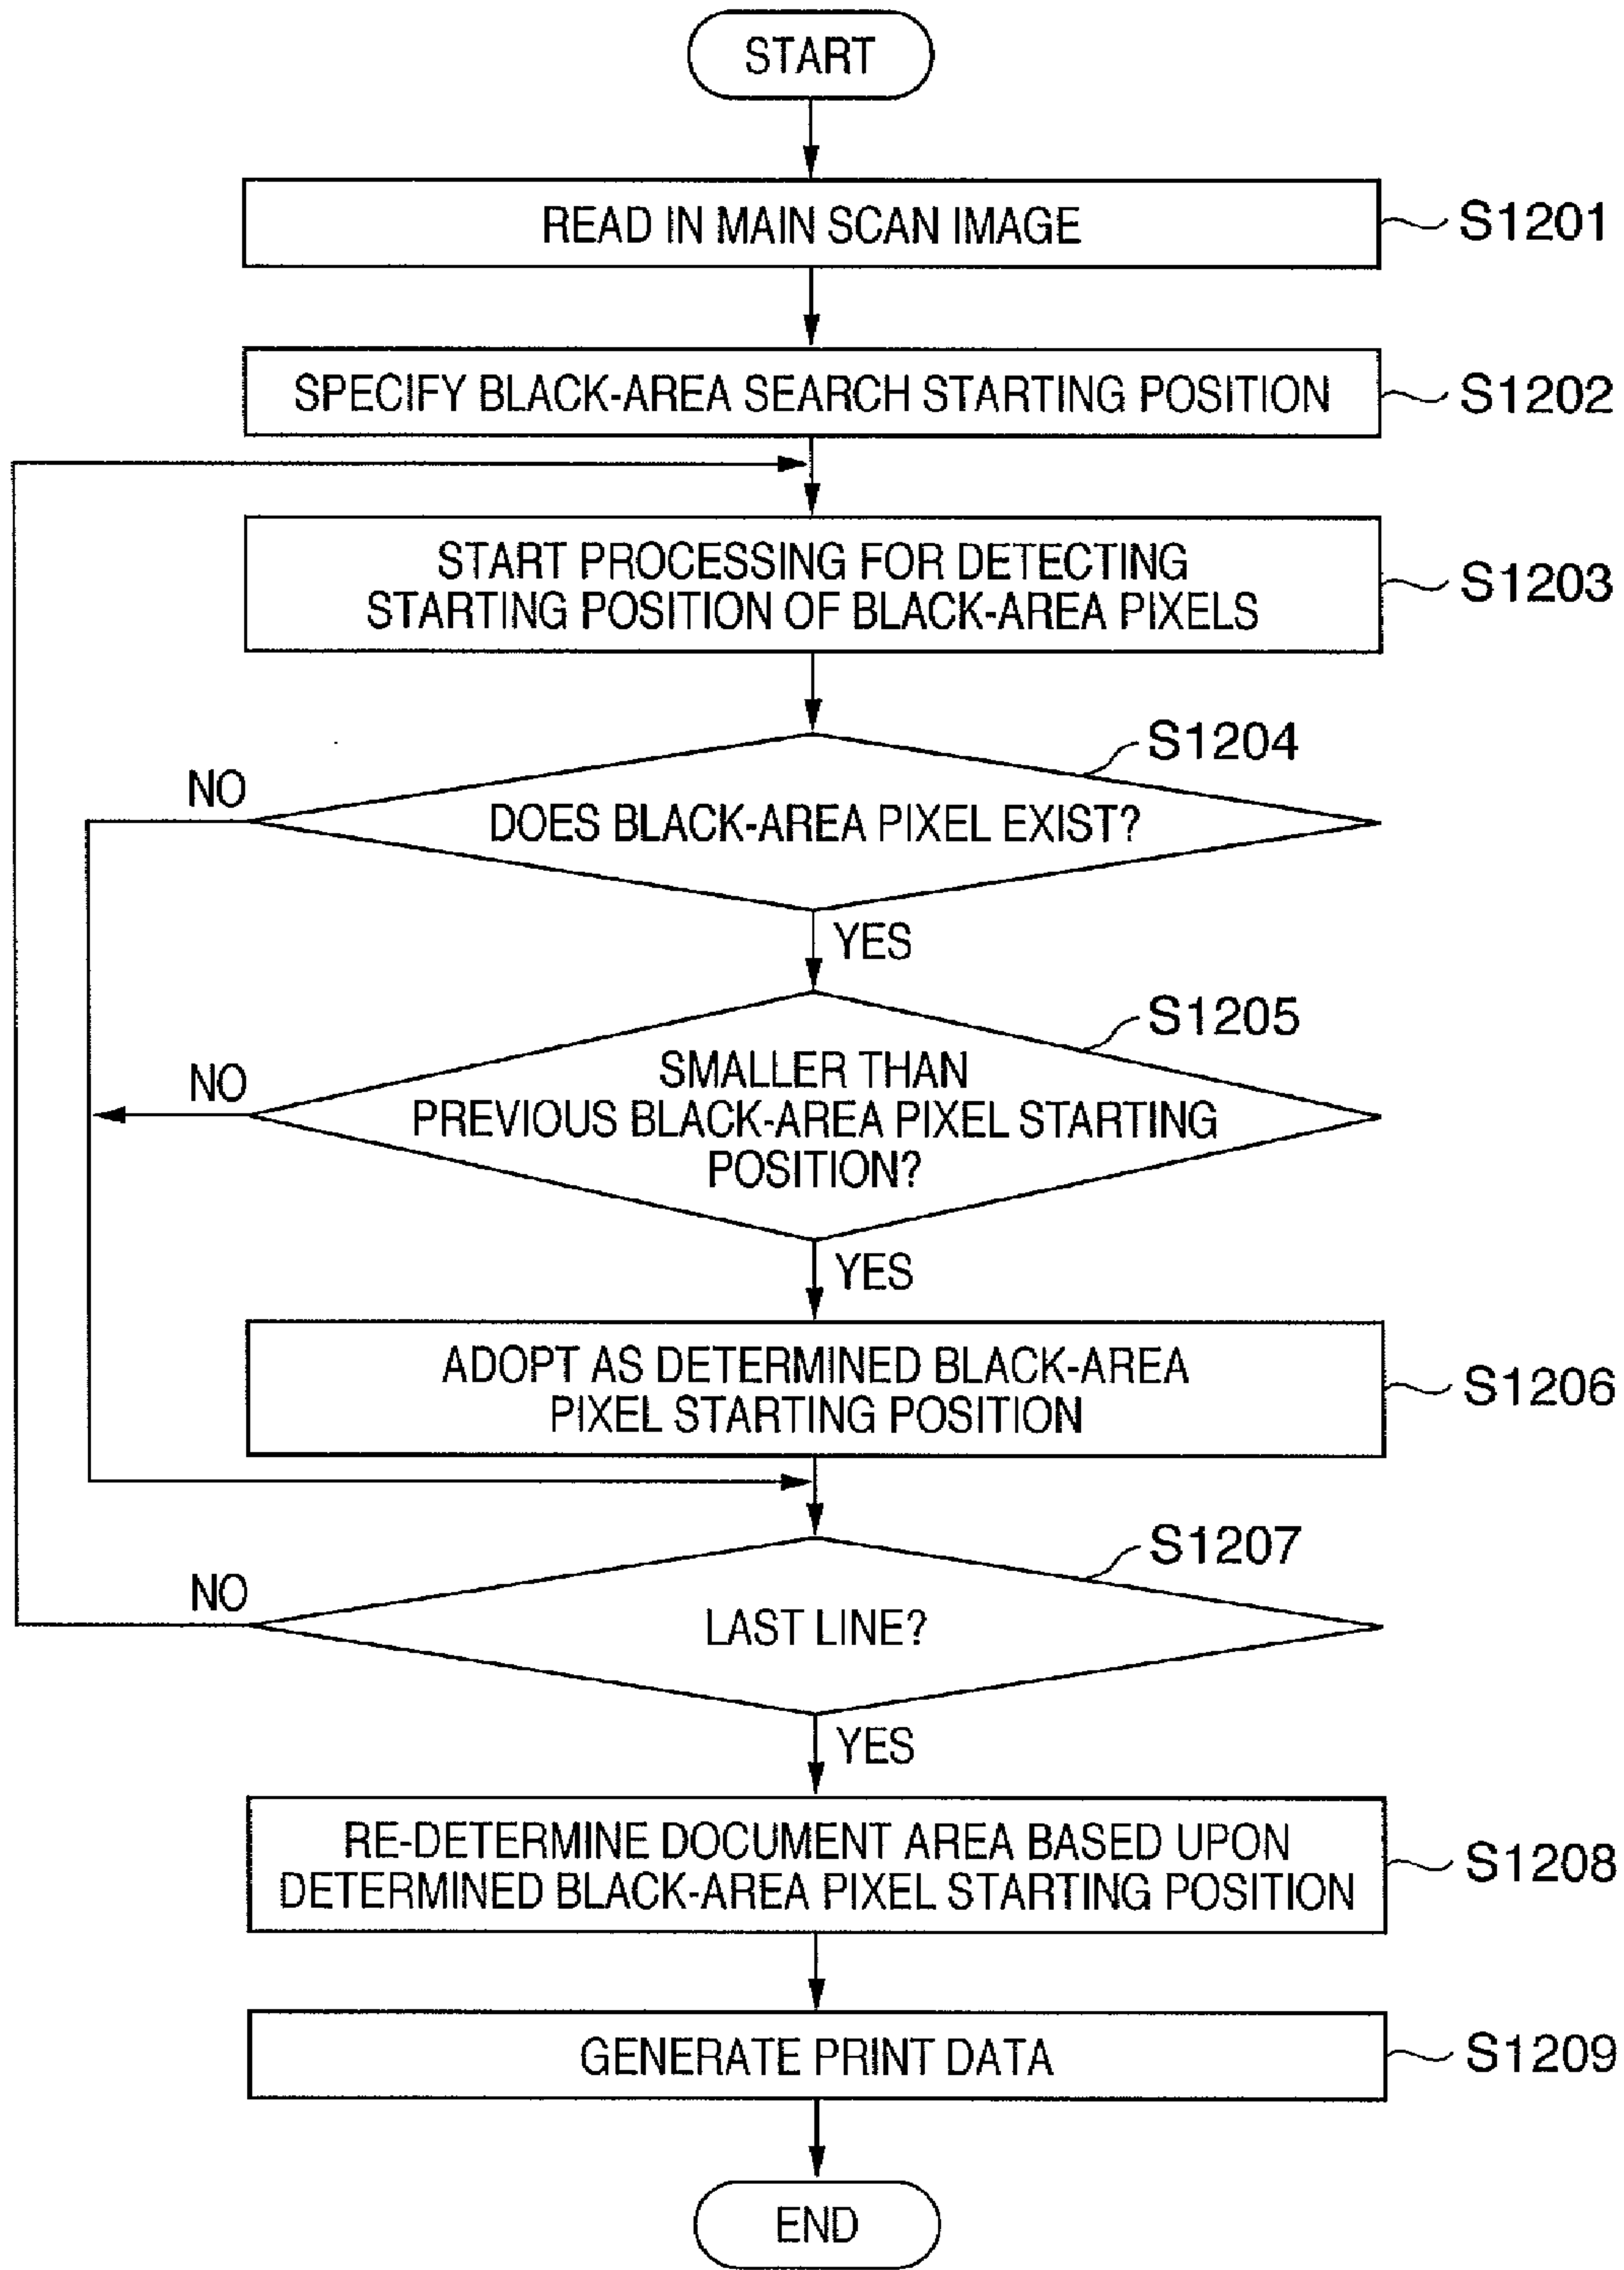 START
READ IN MAIN SCAN IMAGE
S1201
SPECIFY BLACK-AREA SEARCH STARTING POSITION
S1202
START PROCESSING FOR DETECTING
STARTING POSITION OF BLACK-AREA PIXELS
S1203
S1204
NO
DOES BLACK-AREA PIXEL EXIST?
YES
S1205
NO
SMALLER THAN
PREVIOUS BLACK-AREA PIXEL STARTING
POSITION?
YES
ADOPT AS DETERMINED BLACK-AREA
PIXEL STARTING POSITION
S1206
S1207
NO
LAST LINE?
YES
RE-DETERMINE DOCUMENT AREA BASED UPON
DETERMINED BLACK-AREA PIXEL STARTING POSITION
S1208
GENERATE PRINT DATA
S1209
END